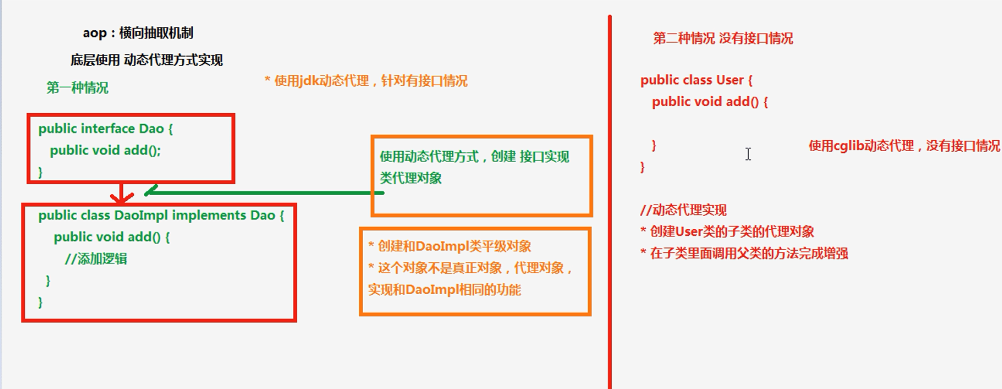 aop：横向抽取机制
底层使用 动态代理方式实现
第一种情况
* 使用jdk动态代理，针对有接口情况
public interface Dao {
public void add();
}
使用动态代理方式，创建 接口实现
类代理对象
public class DaoImpl implements Dao {
public void add() {
//添加逻辑
}
}
* 创建和DaoImpl类平级对象
* 这个对象不是真正对象，代理对象，
实现和DaoImpl相同的功能
第二种情况 没有接口情况
public class User {
public void add() {
}
使用cglib动态代理，没有接口情况
}
//动态代理实现
* 创建User类的子类的代理对象
* 在子类里面调用父类的方法完成增强